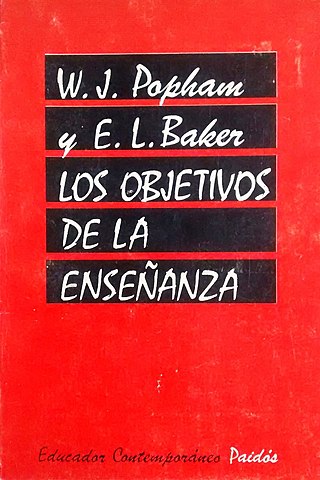 W. J. Popham
y E. L. Baker
LOS OBJETIVOS
DE LA
ENSEÑANZA
Educador Contemporáneo Paidós